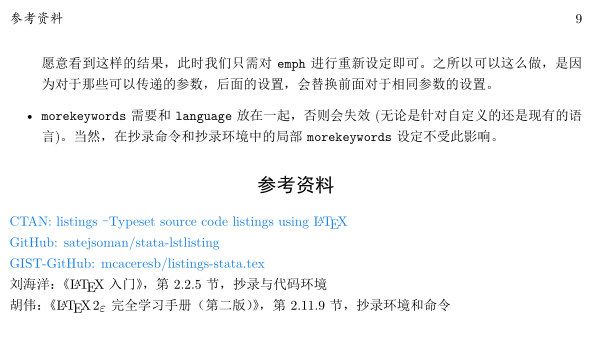 参考资料 9
愿意看到这样的结果，此时我们只需对 emph 进行重新设定即可。之所以可以这么做，是因
为对于那些可以传递的参数，后面的设置，会替换前面对于相同参数的设置。
• morekeywords 需要和 language 放在一起，否则会失效 (无论是针对自定义的还是现有的语
言)。当然，在抄录命令和抄录环境中的局部 morekeywords 设定不受此影响。
参考资料
CTAN: listings –Typeset source code listings using LATEX
GitHub: satejsoman/stata-lstlisting
GIST-GitHub: mcaceresb/listings-stata.tex
刘海洋：《LATEX 入门》，第 2.2.5 节，抄录与代码环境
胡伟：《LATEX 2ε 完全学习手册（第二版）》，第 2.11.9 节，抄录环境和命令